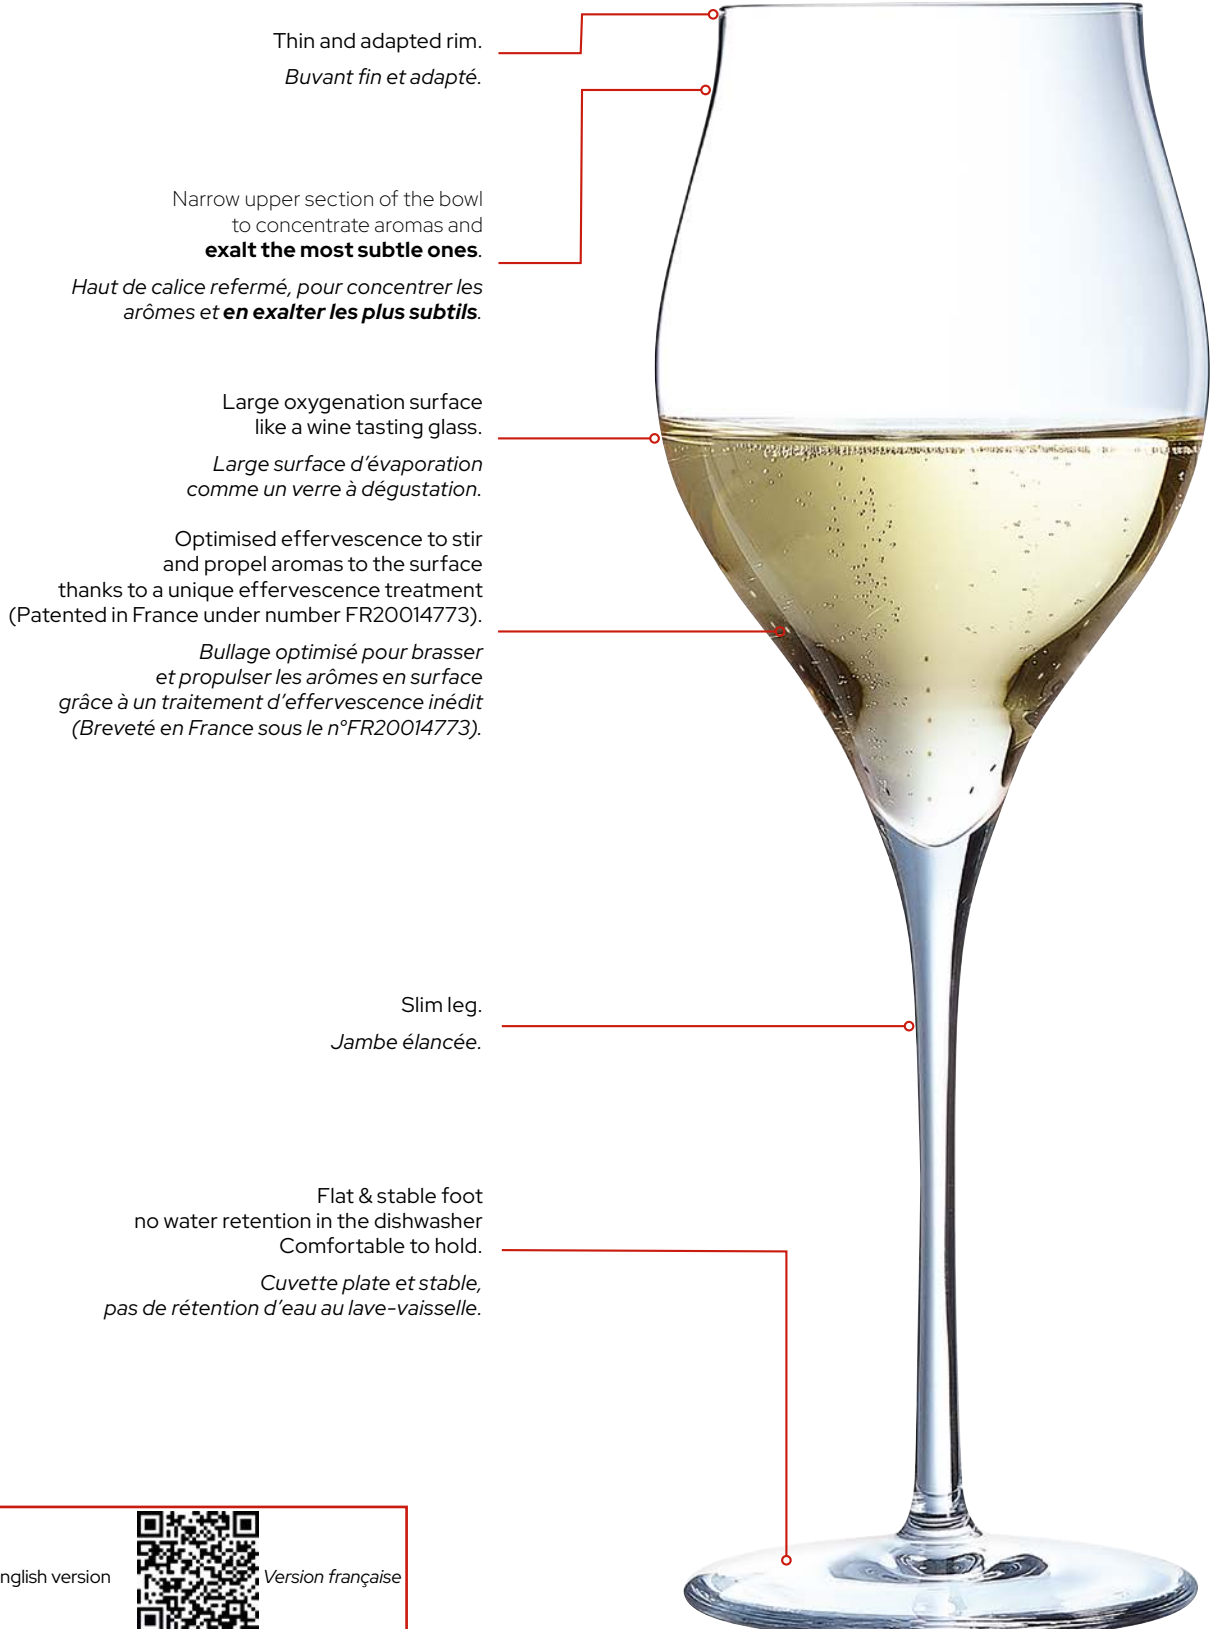 Thin and adapted rim.
Buvant fin et adapté.
Narrow upper section of the bowl
to concentrate aromas and
exalt the most subtle ones.
Haut de calice refermé, pour concentrer les
arômes et en exalter les plus subtils.
Large oxygenation surface
like a wine tasting glass.
Large surface d'évaporation
comme un verre à dégustation.
Optimised effervescence to stir
and propel aromas to the surface
thanks to a unique effervescence treatment
(Patented in France under number FR20014773).
Bullage optimisé pour brasser
et propulser les arômes en surface
grâce à un traitement d'effervescence inédit
(Breveté en France sous le n°FR20014773).
Slim leg.
Jambe élancée.
Flat & stable foot
no water retention in the dishwasher
Comfortable to hold.
Cuvette plate et stable,
pas de rétention d'eau au lave-vaisselle.
nglish version
Version française